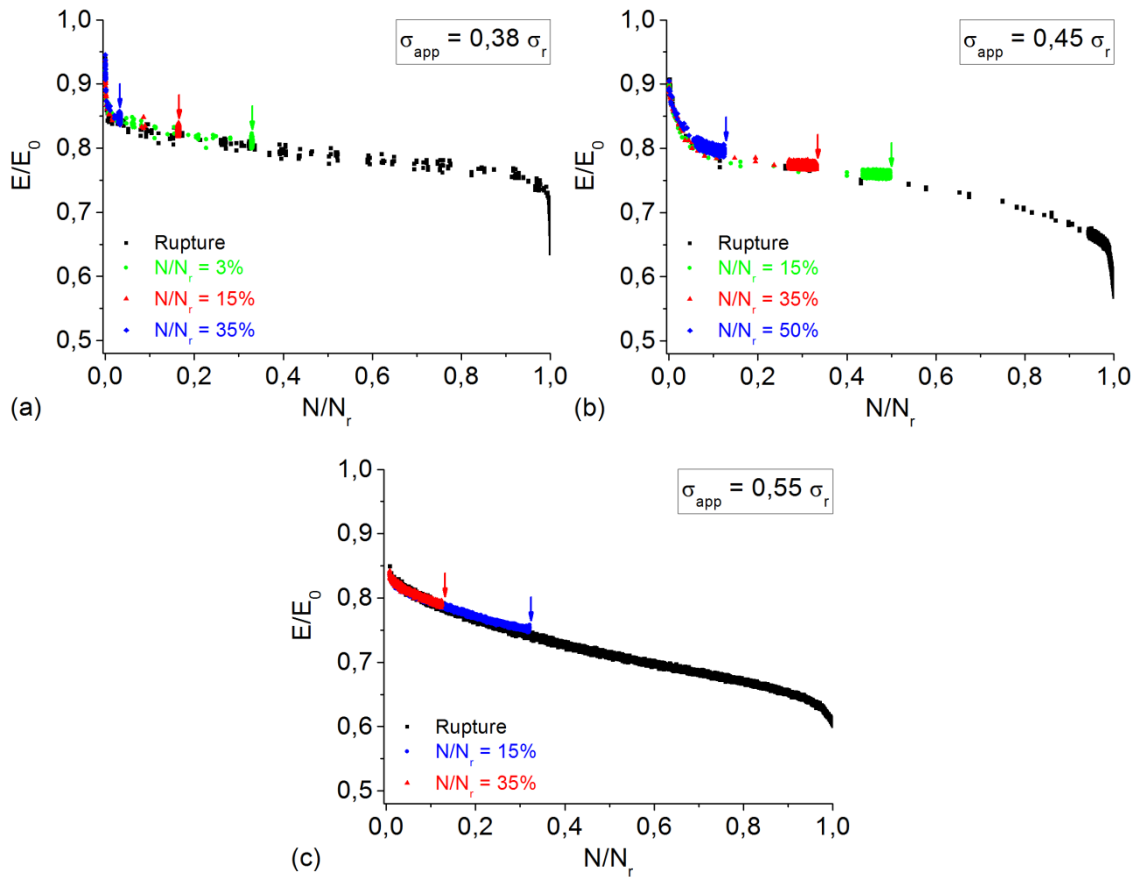 1,0
0,9
0,8
0,7
0,6
0,5
E/E0
σapp = 0,38 σr
Rupture
N/Nr = 3%
N/Nr = 15%
N/Nr = 35%
0,0 0,2 0,4 0,6 0,8 1,0
N/Nr
(a)
1,0
0,9
0,8
0,7
0,6
0,5
E/E0
σapp = 0,45 σr
Rupture
N/Nr = 15%
N/Nr = 35%
N/Nr = 50%
0,0 0,2 0,4 0,6 0,8 1,0
N/Nr
(b)
1,0
0,9
0,8
0,7
0,6
0,5
E/E0
σapp = 0,55 σr
Rupture
N/Nr = 15%
N/Nr = 35%
0,0 0,2 0,4 0,6 0,8 1,0
N/Nr
(c)